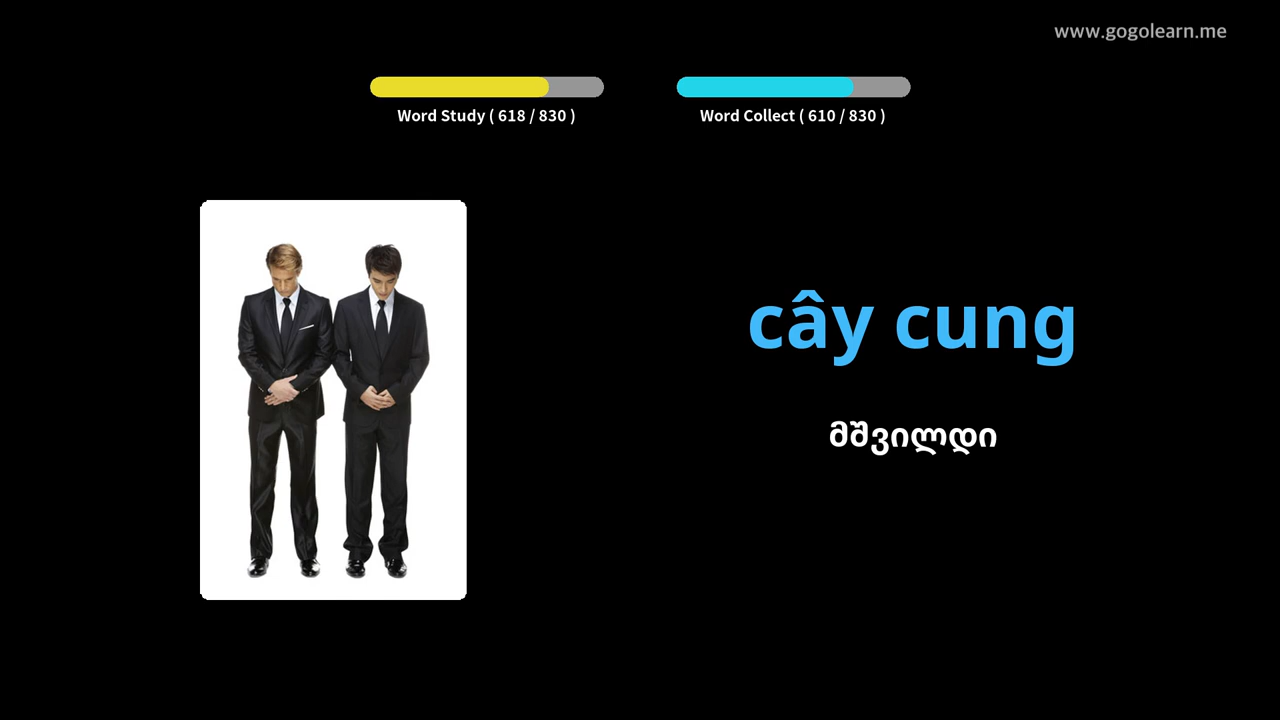 www.gogolearn.me
Word Study ( 618 / 830 )
Word Collect ( 610 / 830 )
cây cung
მშვილდი